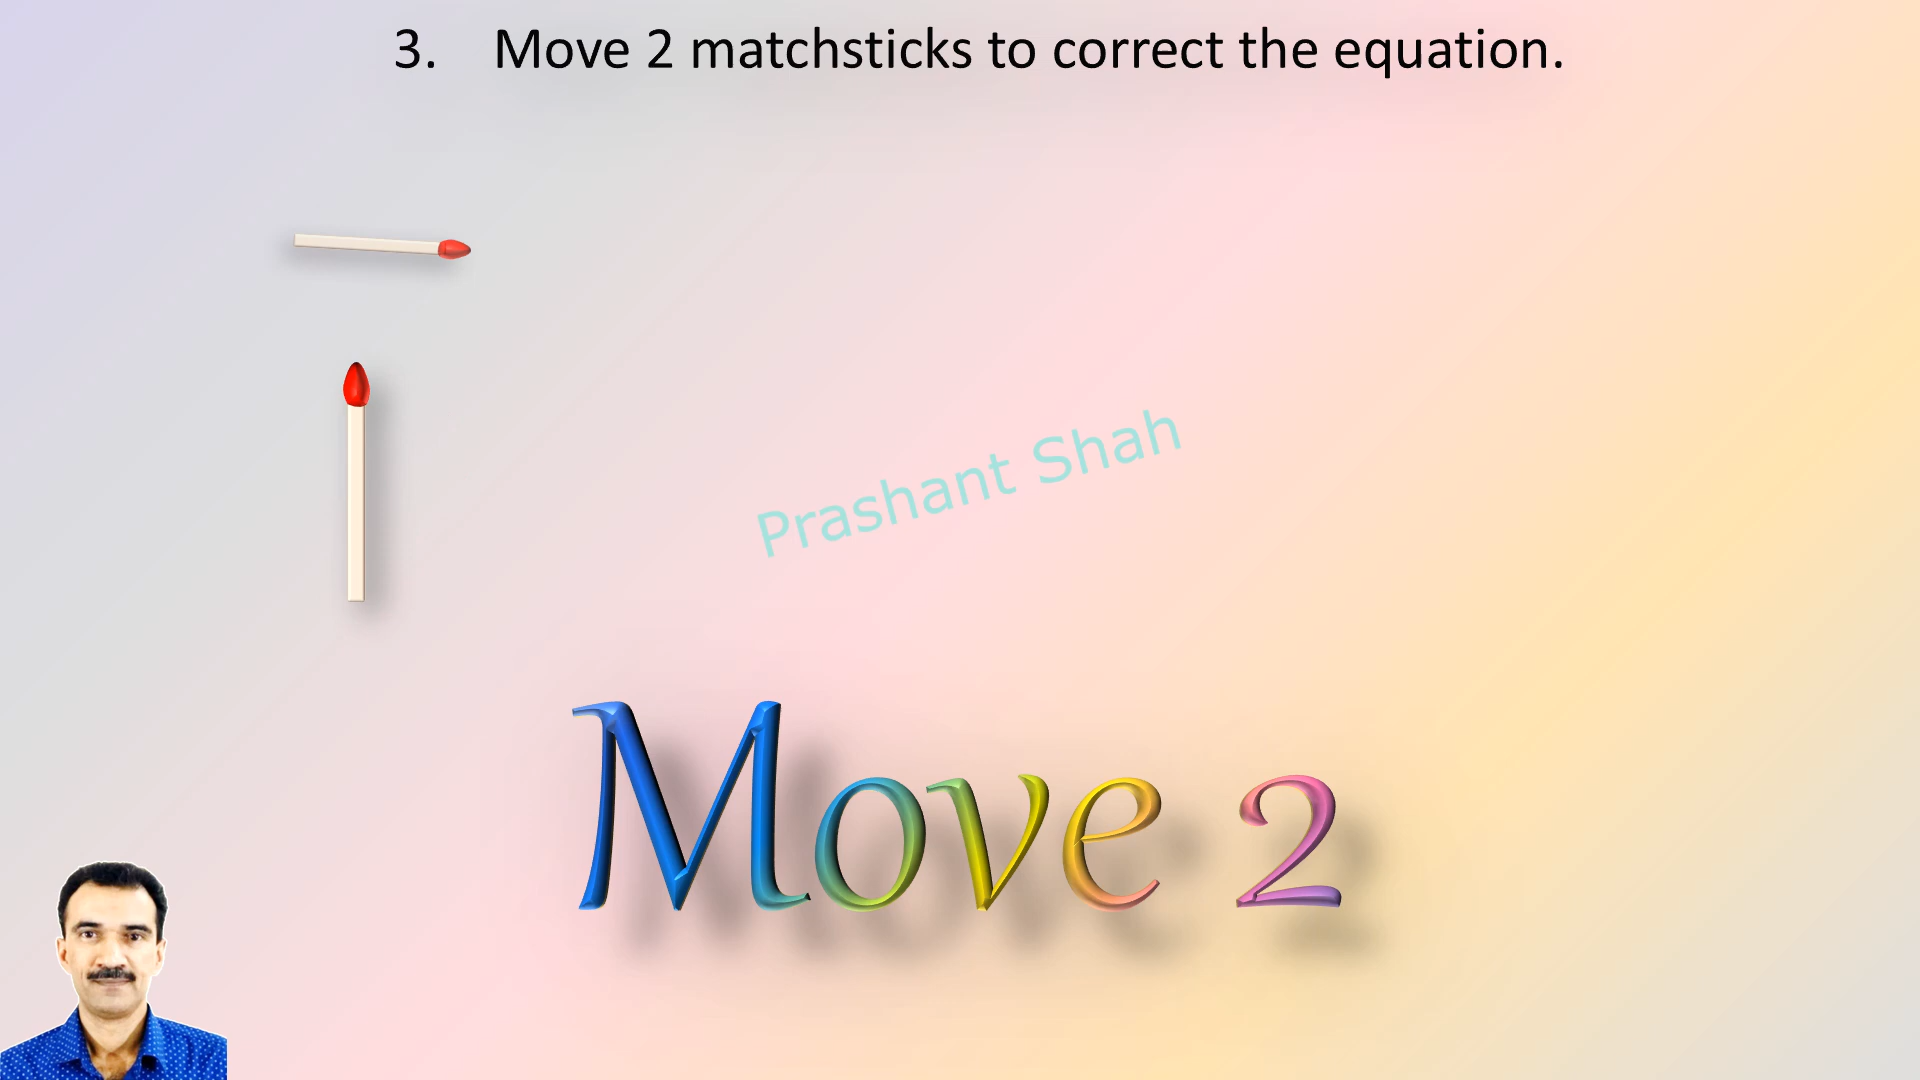 3. Move 2 matchsticks to correct the equation.
Prashant Shah
Move 2